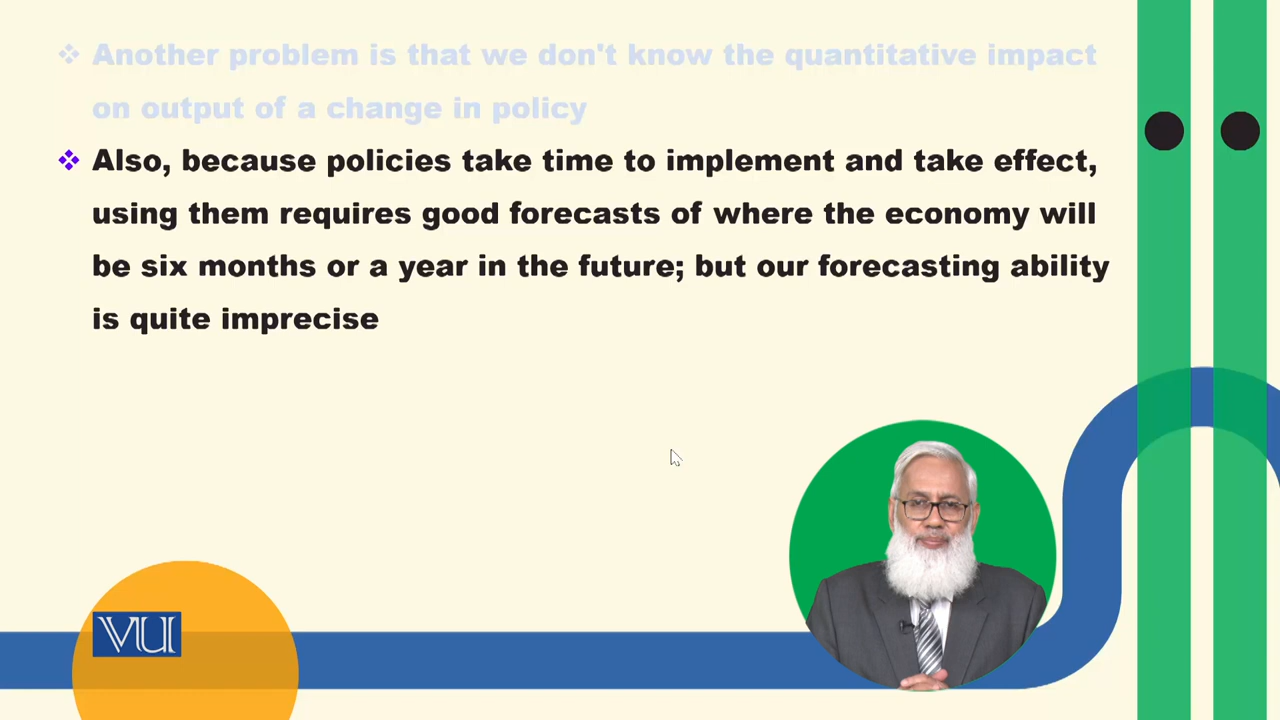 Another problem is that we don't know the quantitative impact
on output of a change in policy
Also, because policies take time to implement and take effect,
using them requires good forecasts of where the economy will
be six months or a year in the future; but our forecasting ability
is quite imprecise
VU